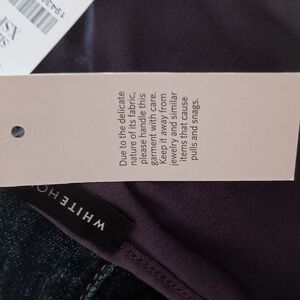 Due to the delicate
nature of its fabric,
please handle this
garment with care.
Keep it away from
jewelry and similar
items that cause
pulls and snags.
WHITE HO